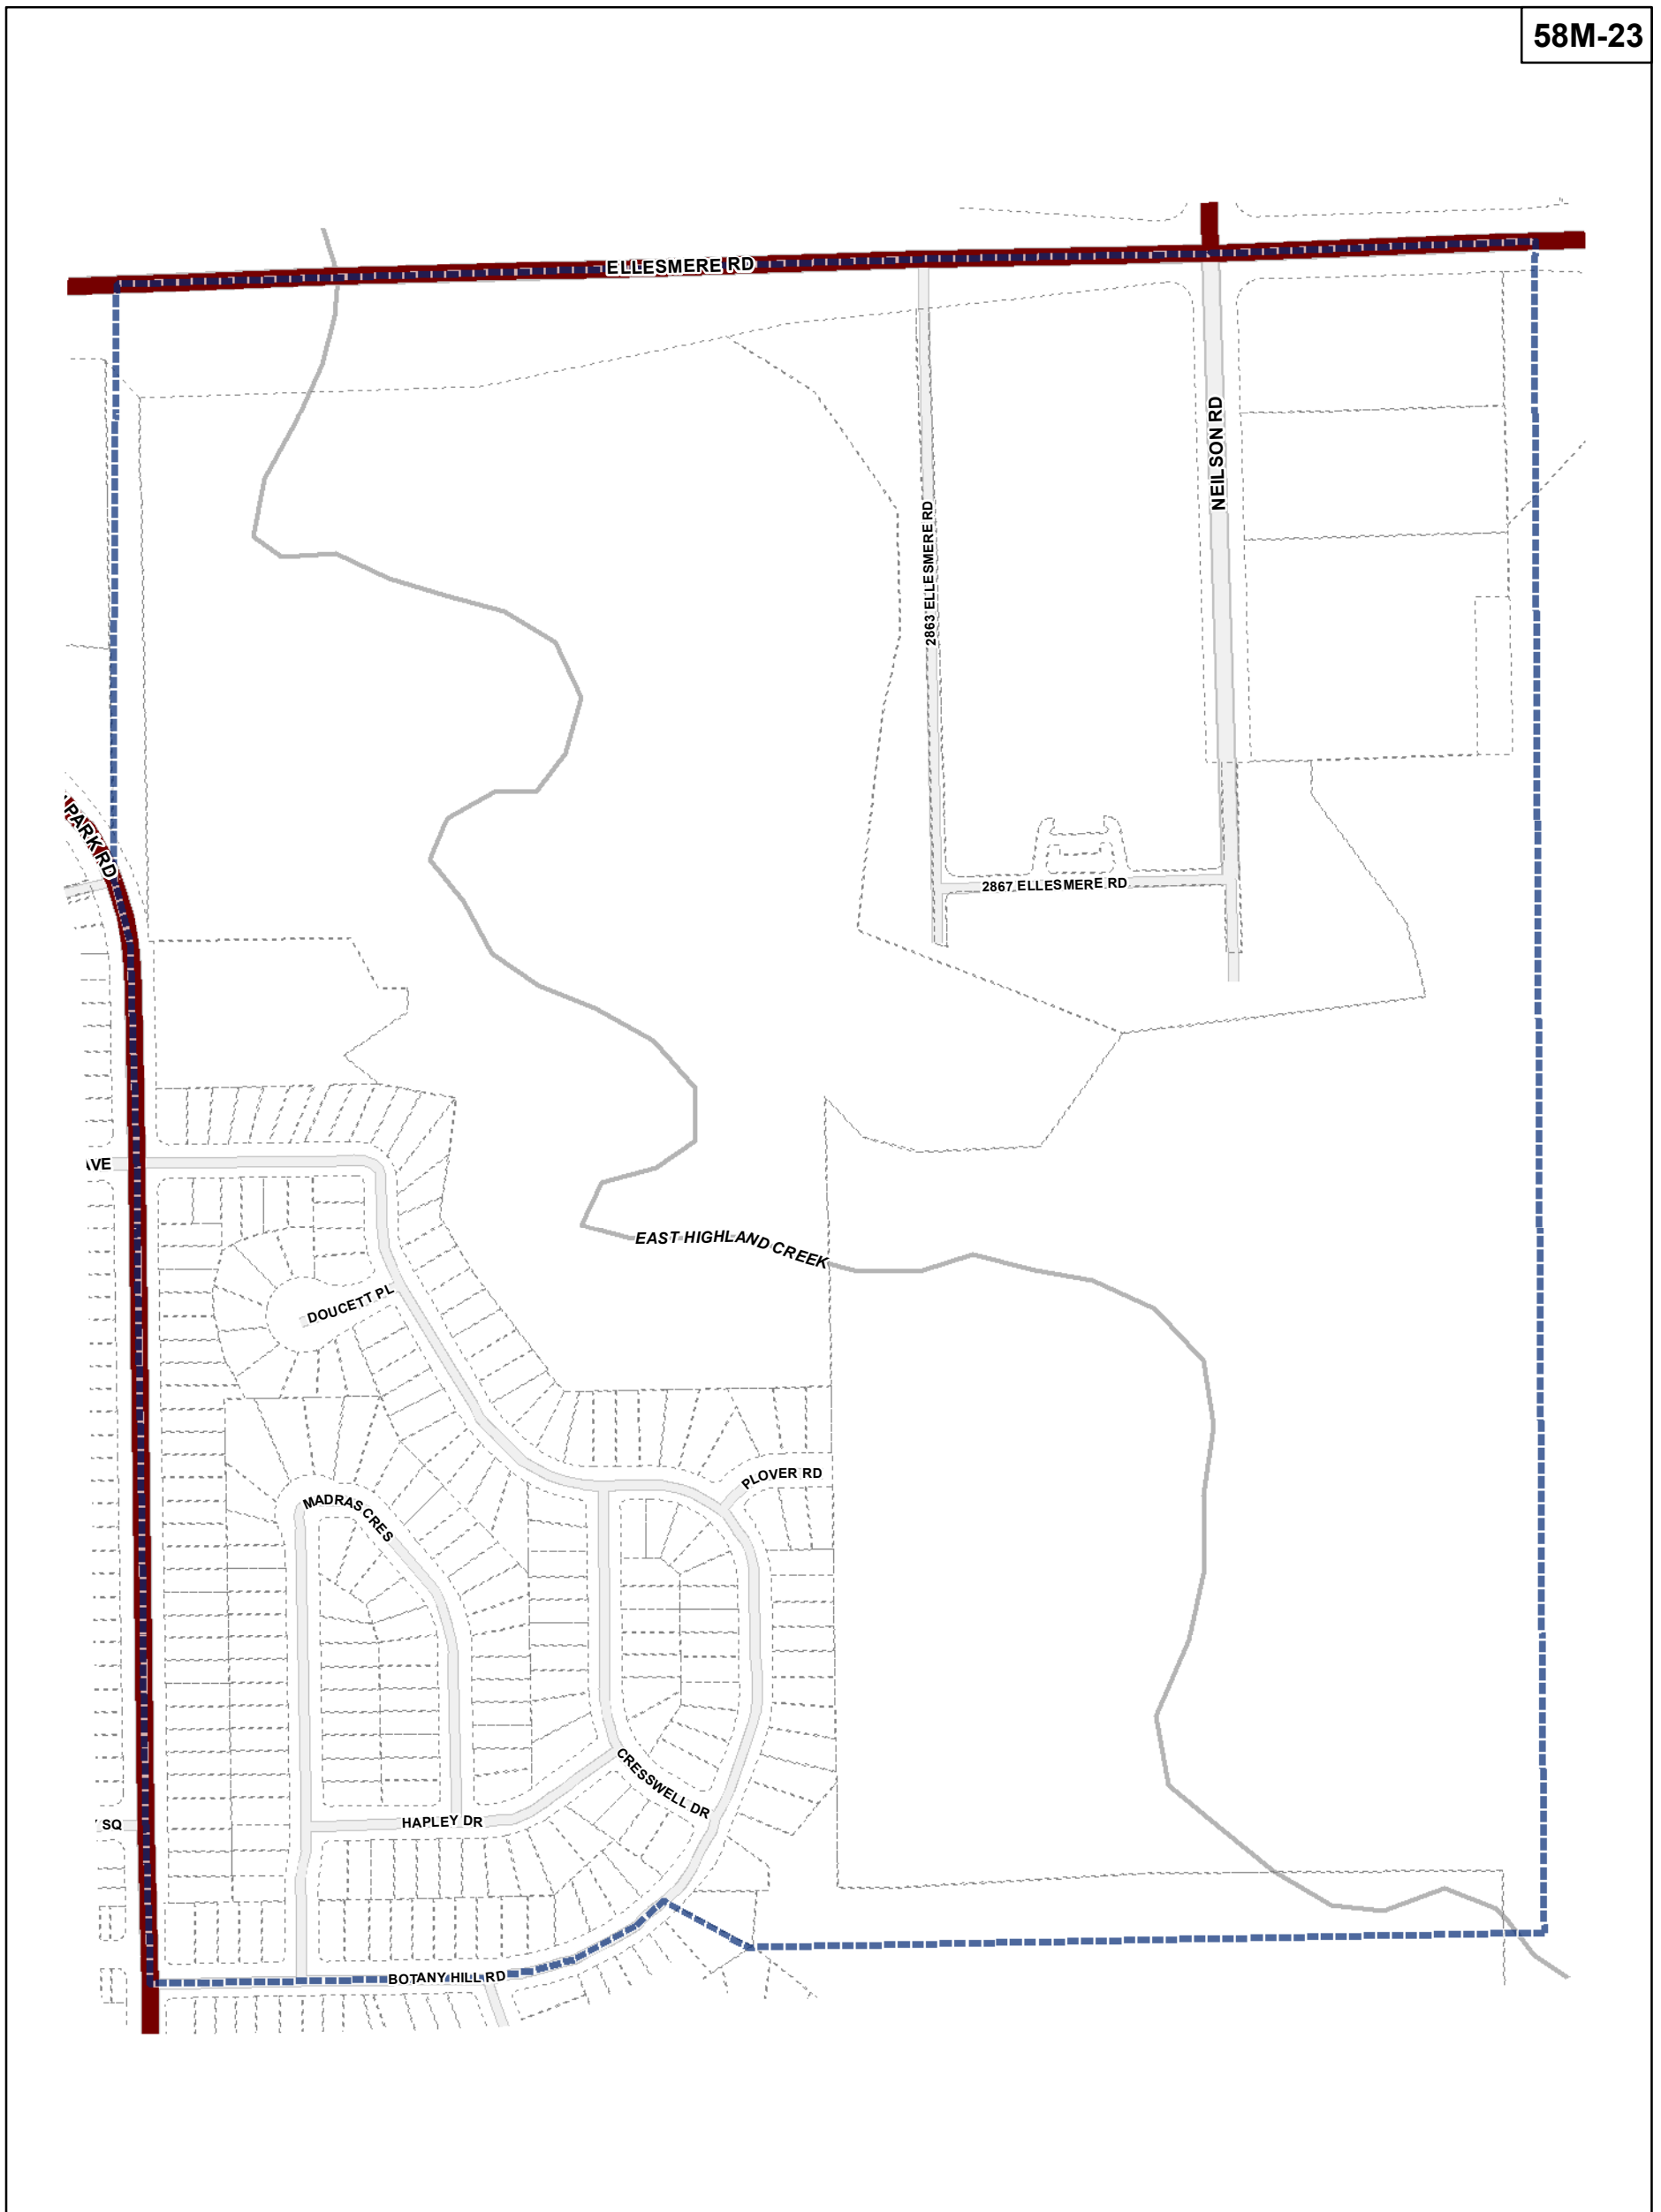 58M-23
ELLESMERE RD
NEILSON RD
2863 ELLESMERE RD
PARK RD
2867 ELLESMERE RD
AVE
EAST HIGHLAND CREEK
DOUCETT PL
PLOVER RD
MADRAS CRES
CRESSWELL DR
HAPLEY DR
SQ
BOTANY HILL RD